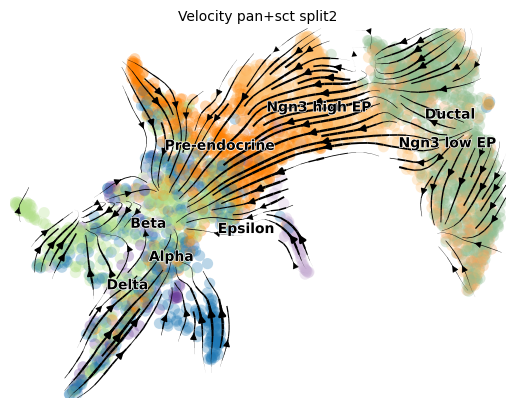 Velocity pan+sct split2
Ngn3 high EP
Ductal
Ngn3 low EP
Pre-endocrine
Beta
Epsilon
Alpha
Delta